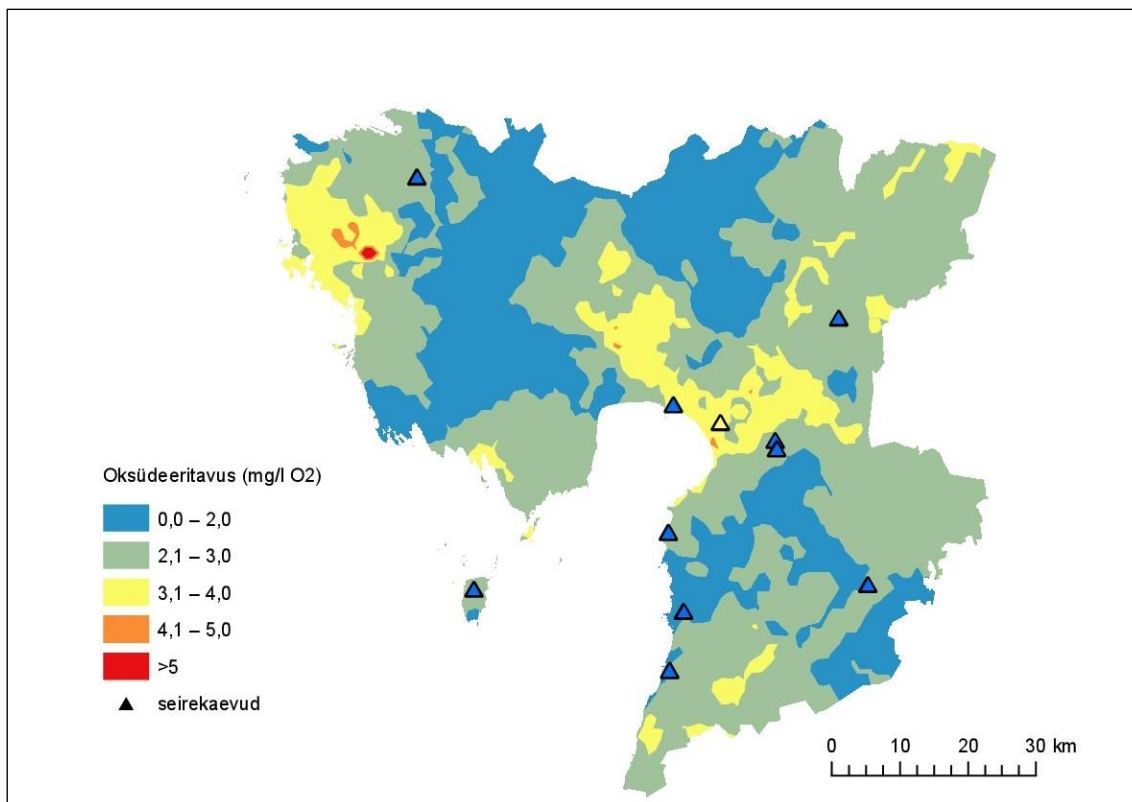 Oksüdeeritavus (mg/l O2)
0,0 – 2,0
2,1 – 3,0
3,1 – 4,0
4,1 – 5,0
>5
seirekaevud
0 10 20 30 km